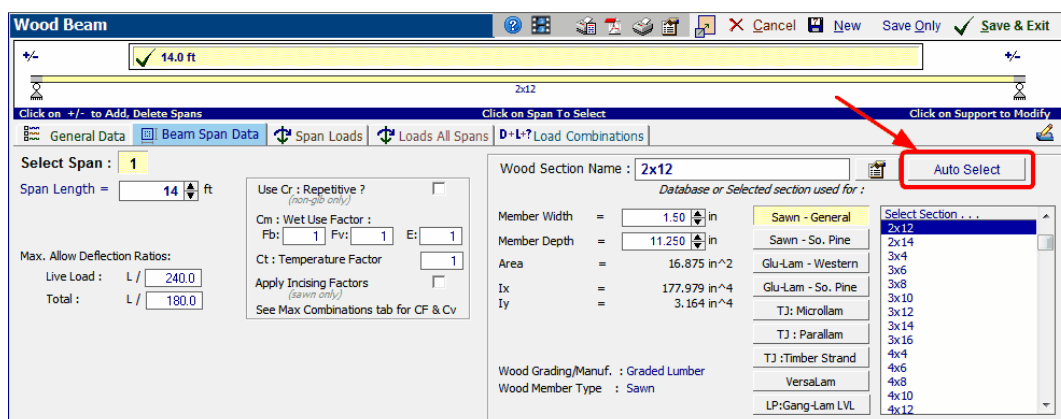 Wood Beam
Cancel New Save Only Save & Exit
+/- 14.0 ft +/-
2x12
Click on +/- to Add, Delete Spans Click on Span To Select Click on Support to Modify
General Data Beam Span Data Span Loads Loads All Spans D+L+? Load Combinations
Select Span : 1
Span Length = 14 ft
Max. Allow Deflection Ratios:
Live Load : L / 240.0
Total : L / 180.0
Use Cr : Repetitive ?
(non-glb only)
Cm : Wet Use Factor :
Fb: 1 Fv: 1 E: 1
Ct : Temperature Factor 1
Apply Incising Factors
(sawn only)
See Max Combinations tab for CF & Cv
Wood Section Name : 2x12 Auto Select
Database or Selected section used for :
Member Width = 1.50 in
Member Depth = 11.250 in
Area = 16.875 in^2
Ix = 177.979 in^4
Iy = 3.164 in^4
Wood Grading/Manuf. : Graded Lumber
Wood Member Type : Sawn
Sawn - General
Sawn - So. Pine
Glu-Lam - Western
Glu-Lam - So. Pine
TJ: Microllam
TJ : Parallam
TJ :Timber Strand
VersaLam
LP:Gang-Lam LVL
Select Section . . .
2x12
2x14
3x4
3x6
3x8
3x10
3x12
3x14
3x16
4x4
4x6
4x8
4x10
4x12